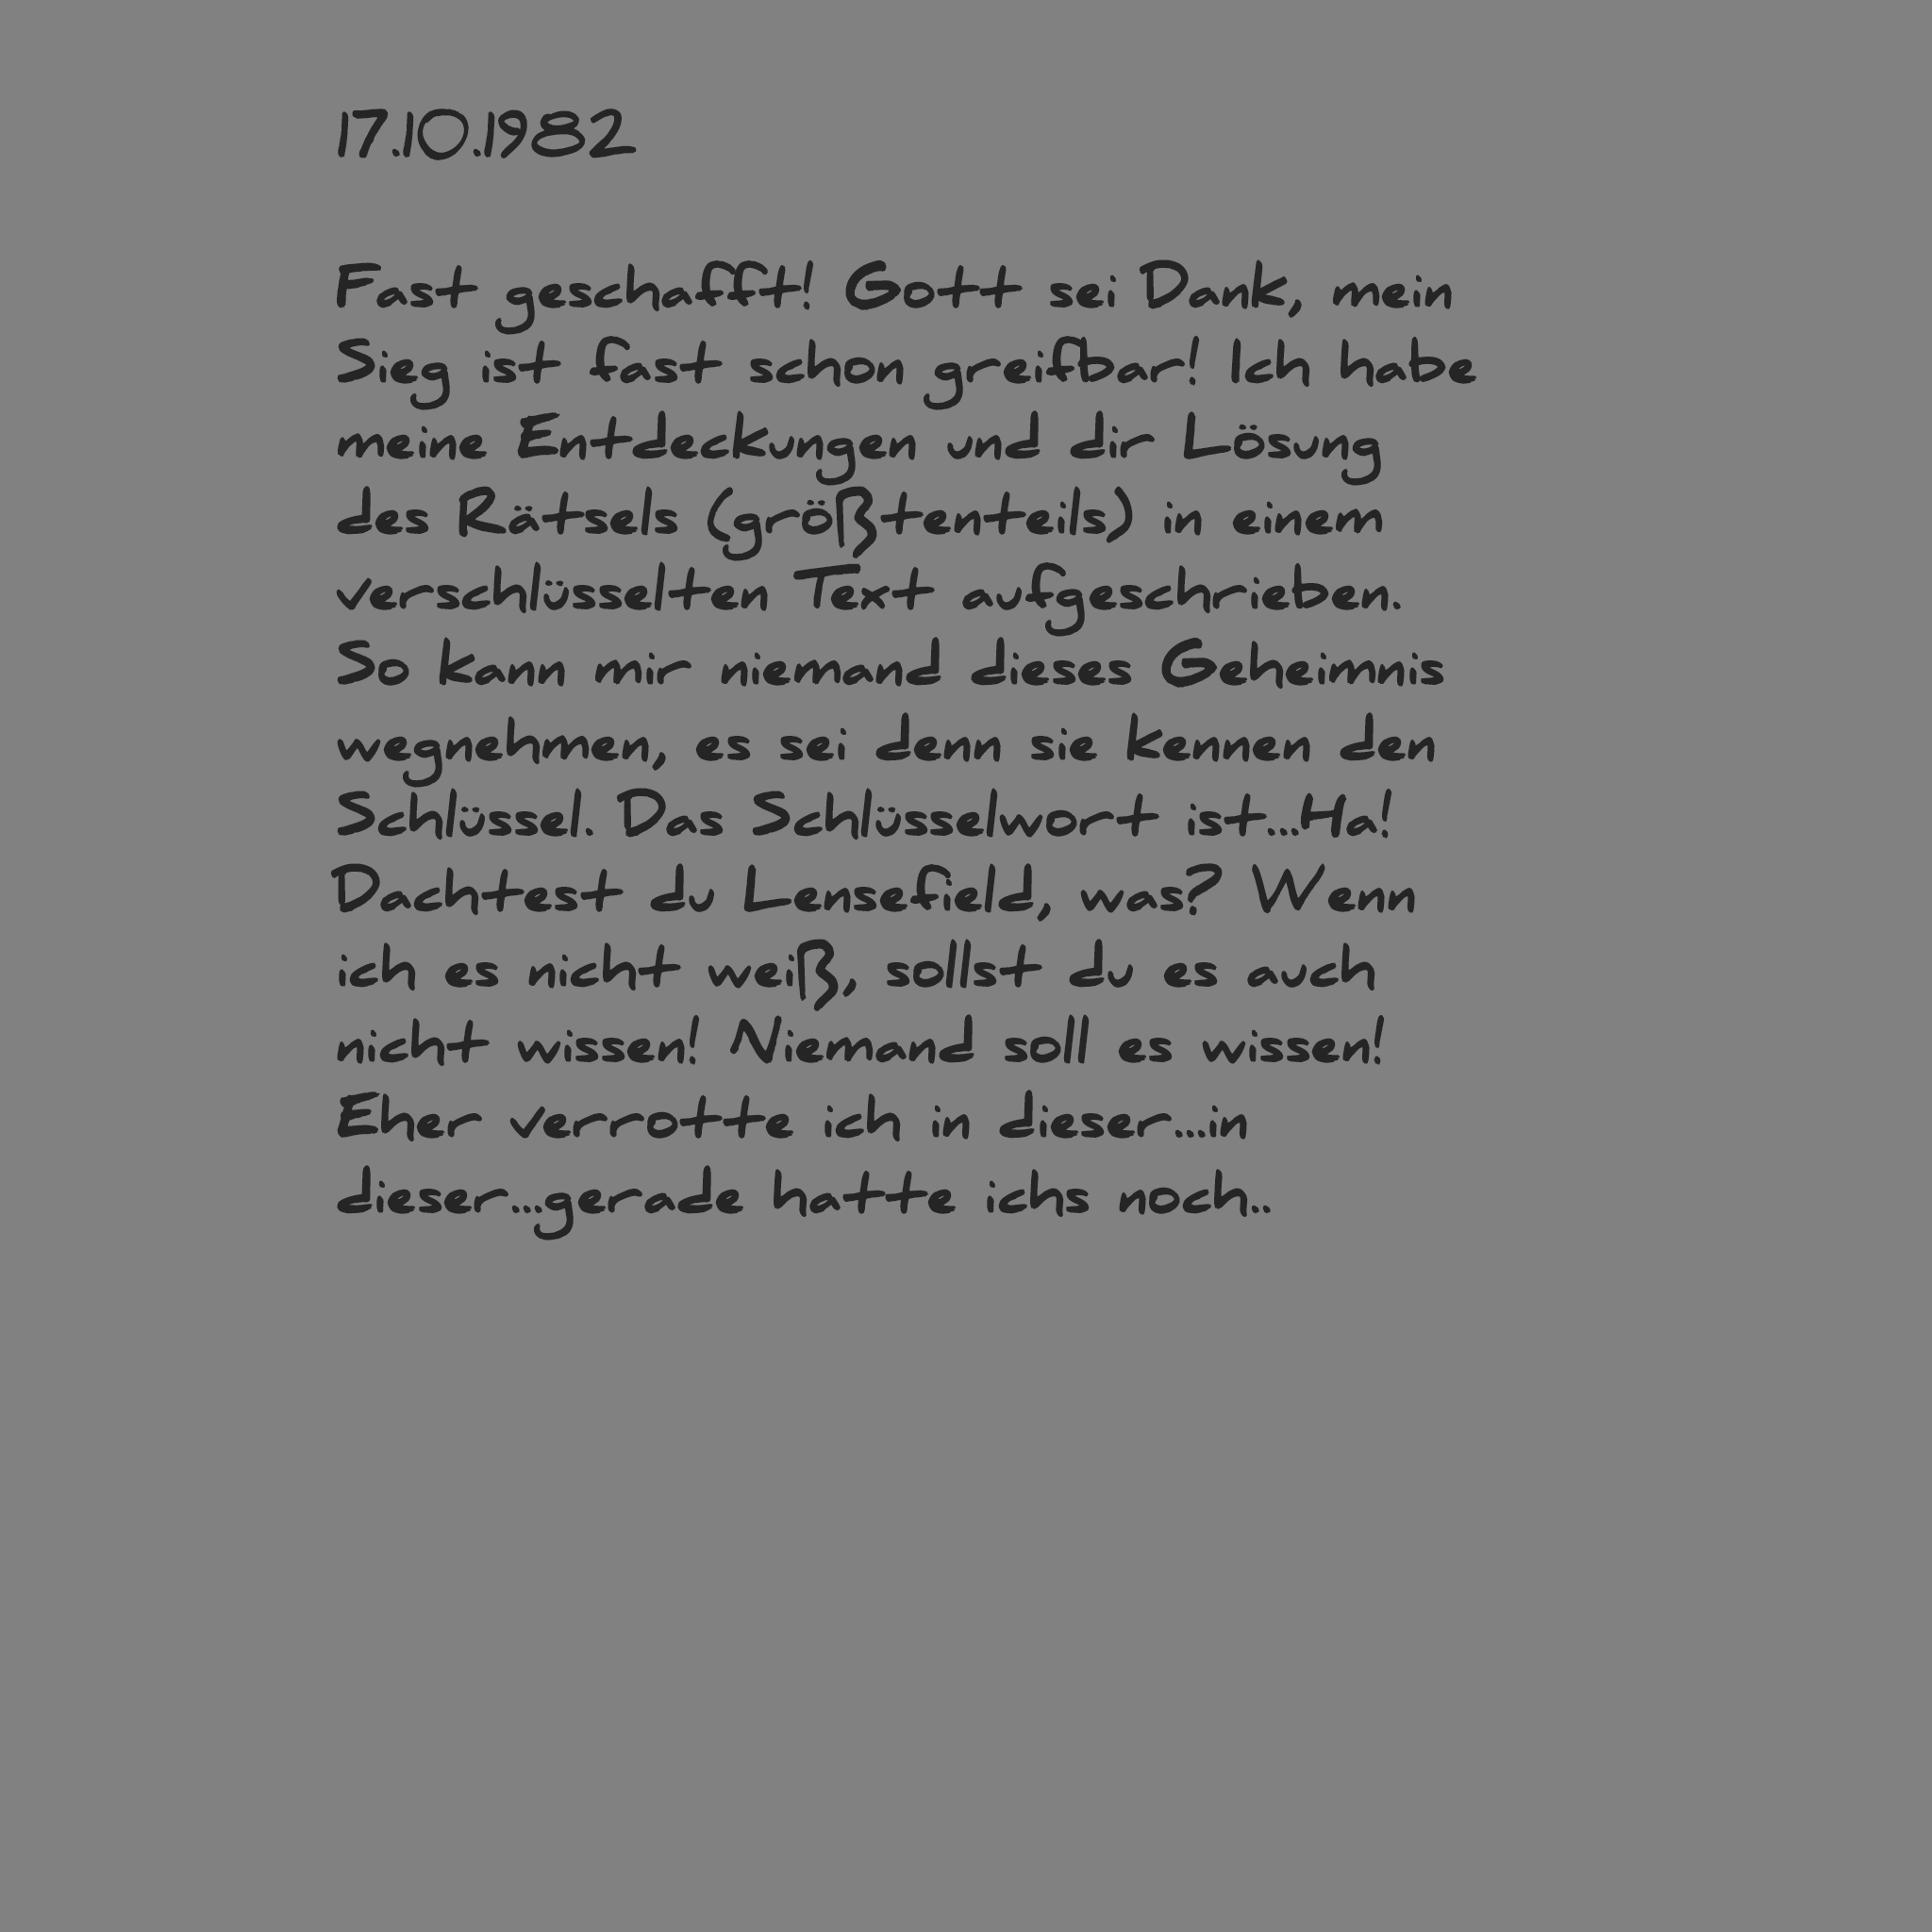 17.10.1982
Fast geschafft! Gott sei Dank, mein
Sieg ist fast schon greifbar! Ich habe
meine Entdeckungen und dir Lösung
des Rätsels (größtenteils) in einem
verschlüsselten Text aufgeschrieben.
So kann mir niemand dieses Geheimnis
wegnehmen, es sei denn sie kennen den
Schlüssel. Das Schlüsselwort ist...Ha!
Dachtest du Lensefield, was? Wenn
ich es nicht weiß, sollst du es auch
nicht wissen! Niemand soll es wissen!
Eher verrotte ich in dieser...in
dieser...gerade hatte ichs noch..